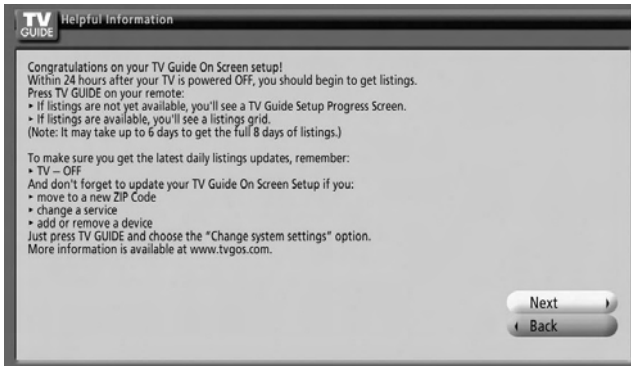 TV GUIDE
Helpful Information
Congratulations on your TV Guide On Screen setup!
Within 24 hours after your TV is powered OFF, you should begin to get listings.
Press TV GUIDE on your remote:
‣ If listings are not yet available, you'll see a TV Guide Setup Progress Screen.
‣ If listings are available, you'll see a listings grid.
(Note: It may take up to 6 days to get the full 8 days of listings.)
To make sure you get the latest daily listings updates, remember:
‣ TV – OFF
And don't forget to update your TV Guide On Screen Setup if you:
‣ move to a new ZIP Code
‣ change a service
‣ add or remove a device
Just press TV GUIDE and choose the "Change system settings" option.
More information is available at www.tvgos.com.
Next
Back